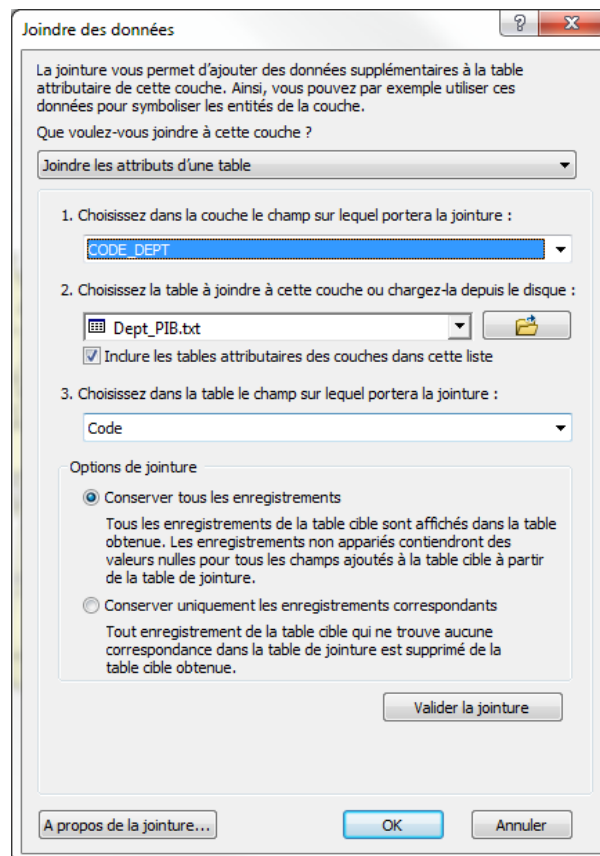 Joindre des données
La jointure vous permet d'ajouter des données supplémentaires à la table
attributaire de cette couche. Ainsi, vous pouvez par exemple utiliser ces
données pour symboliser les entités de la couche.
Que voulez-vous joindre à cette couche ?
Joindre les attributs d'une table
1. Choisissez dans la couche le champ sur lequel portera la jointure :
CODE_DEPT
2. Choisissez la table à joindre à cette couche ou chargez-la depuis le disque :
Dept_PIB.txt
Inclure les tables attributaires des couches dans cette liste
3. Choisissez dans la table le champ sur lequel portera la jointure :
Code
Options de jointure
Conserver tous les enregistrements
Tous les enregistrements de la table cible sont affichés dans la table
obtenue. Les enregistrements non appariés contiendront des
valeurs nulles pour tous les champs ajoutés à la table cible à partir
de la table de jointure.
Conserver uniquement les enregistrements correspondants
Tout enregistrement de la table cible qui ne trouve aucune
correspondance dans la table de jointure est supprimé de la
table cible obtenue.
Valider la jointure
A propos de la jointure... OK Annuler